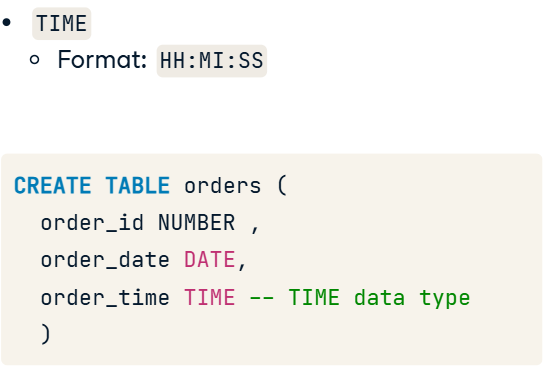 • TIME
○ Format: HH:MI:SS
CREATE TABLE orders (
order_id NUMBER ,
order_date DATE,
order_time TIME -- TIME data type
)